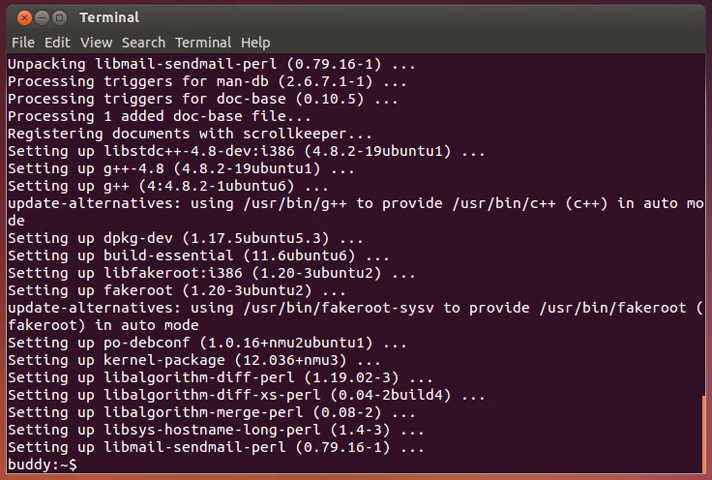 Terminal
File Edit View Search Terminal Help
Unpacking libmail-sendmail-perl (0.79.16-1) ...
Processing triggers for man-db (2.6.7.1-1) ...
Processing triggers for doc-base (0.10.5) ...
Processing 1 added doc-base file...
Registering documents with scrollkeeper...
Setting up libstdc++-4.8-dev:i386 (4.8.2-19ubuntu1) ...
Setting up g++-4.8 (4.8.2-19ubuntu1) ...
Setting up g++ (4:4.8.2-1ubuntu6) ...
update-alternatives: using /usr/bin/g++ to provide /usr/bin/c++ (c++) in auto mo
de
Setting up dpkg-dev (1.17.5ubuntu5.3) ...
Setting up build-essential (11.6ubuntu6) ...
Setting up libfakeroot:i386 (1.20-3ubuntu2) ...
Setting up fakeroot (1.20-3ubuntu2) ...
update-alternatives: using /usr/bin/fakeroot-sysv to provide /usr/bin/fakeroot (
fakeroot) in auto mode
Setting up po-debconf (1.0.16+nmu2ubuntu1) ...
Setting up kernel-package (12.036+nmu3) ...
Setting up libalgorithm-diff-perl (1.19.02-3) ...
Setting up libalgorithm-diff-xs-perl (0.04-2build4) ...
Setting up libalgorithm-merge-perl (0.08-2) ...
Setting up libsys-hostname-long-perl (1.4-3) ...
Setting up libmail-sendmail-perl (0.79.16-1) ...
buddy:~$